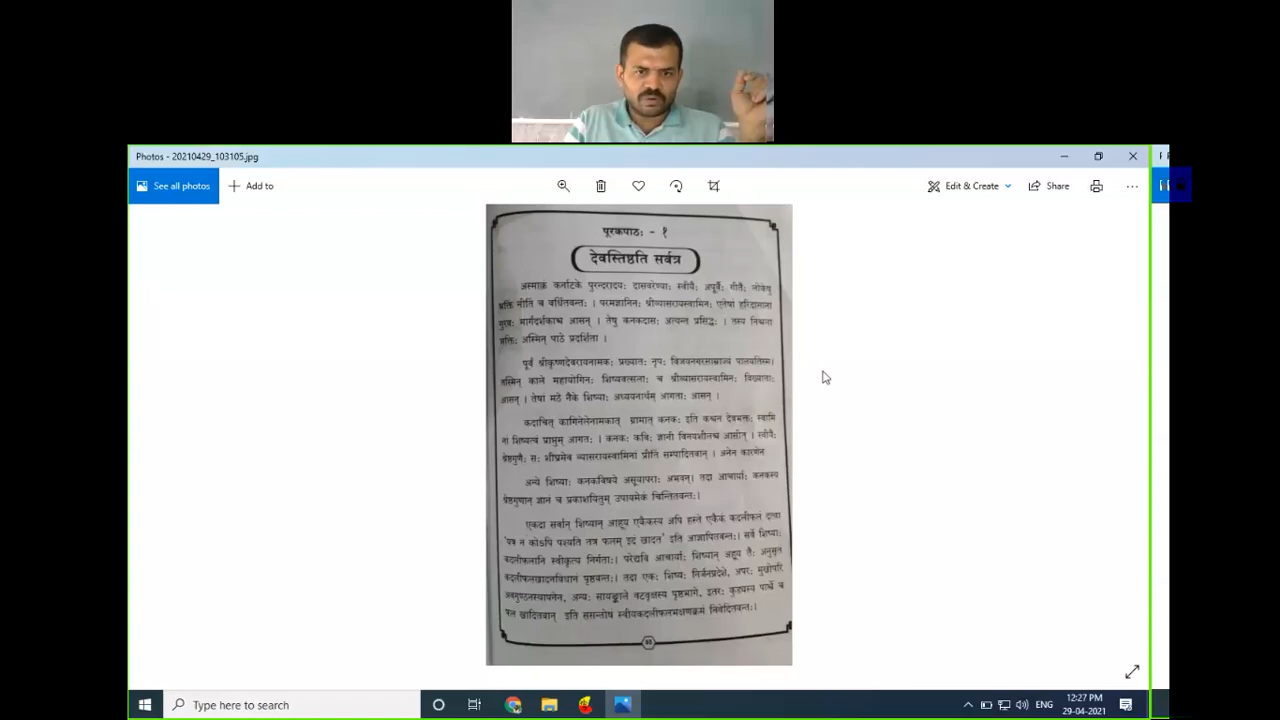 Photos - 20210429_103105.jpg
See all photos
Add to
Edit & Create
Share
पूरकपाठः - १
देवस्तिष्ठति सर्वत्र
अस्माकं कर्नाटके पुरन्दरादयः दासवरेण्याः स्वीयैः अपूर्वैः गीतैः लोकेषु
भक्तिं नीतिं च वर्धितवन्तः । परमज्ञानिनः श्रीव्यासरायस्वामिनः एतेषां हरिदासानां
गुरवः मार्गदर्शकाश्च आसन् । तेषु कनकदासः अत्यन्तं प्रसिद्धः । तस्य निश्चला
भक्तिः अस्मिन् पाठे प्रदर्शिता ।
पूर्वं श्रीकृष्णदेवरायनामकः प्रख्यातः नृपः विजयनगरसाम्राज्यं पालयतिस्म।
तस्मिन् काले महायोगिनः शिष्यवत्सलाः च श्रीव्यासरायस्वामिनः विख्याताः
आसन् । तेषां मठे नैके शिष्याः अध्ययनार्थम् आगताः आसन् ।
कदाचित् कागिनेलेनामकात् ग्रामात् कनकः इति कश्चन देवभक्तः स्वामि
नां शिष्यत्वं प्राप्तुम् आगतः । कनकः कविः ज्ञानी विनयशीलश्च आसीत् । स्वीयैः
श्रेष्ठगुणैः सः शीघ्रमेव व्यासरायस्वामिनां प्रीतिं सम्पादितवान् । अनेन कारणेन
अन्ये शिष्याः कनकविषये असूयापराः अभवन्। तदा आचार्याः कनकस्य
श्रेष्ठगुणान् ज्ञानं च प्रकाशयितुम् उपायमेकं चिन्तितवन्तः।
एकदा सर्वान् शिष्यान् आहूय एकैकस्य अपि हस्ते एकैकं कदलीफलं दत्वा
'यत्र न कोऽपि पश्यति तत्र फलम् इदं खादत' इति आज्ञापितवन्तः। सर्वे शिष्याः
कदलीफलानि स्वीकृत्य निर्गताः। परेद्यवि आचार्याः शिष्यान् आहूय तैः अनुसृतं
कदलीफलखादनविधानं पृष्टवन्तः। तदा एकः शिष्यः निर्जनप्रदेशे, अपरः मुखोपरि
अवगुण्ठनस्थापनेन, अन्यः सायङ्काले वटवृक्षस्य पृष्ठभागे, इतरः कुड्यस्य पार्श्वे च
फलं खादितवान् इति ससन्तोषं स्वीयकदलीफलभक्षणक्रमं निवेदितवन्तः।
Type here to search
ENG
12:27 PM
29-04-2021